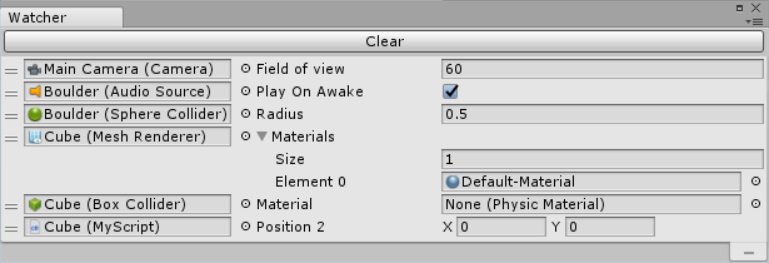 Watcher
Clear
Main Camera (Camera) Field of view 60
Boulder (Audio Source) Play On Awake
Boulder (Sphere Collider) Radius 0.5
Cube (Mesh Renderer) Materials
Size 1
Element 0 Default-Material
Cube (Box Collider) Material None (Physic Material)
Cube (MyScript) Position 2 X 0 Y 0